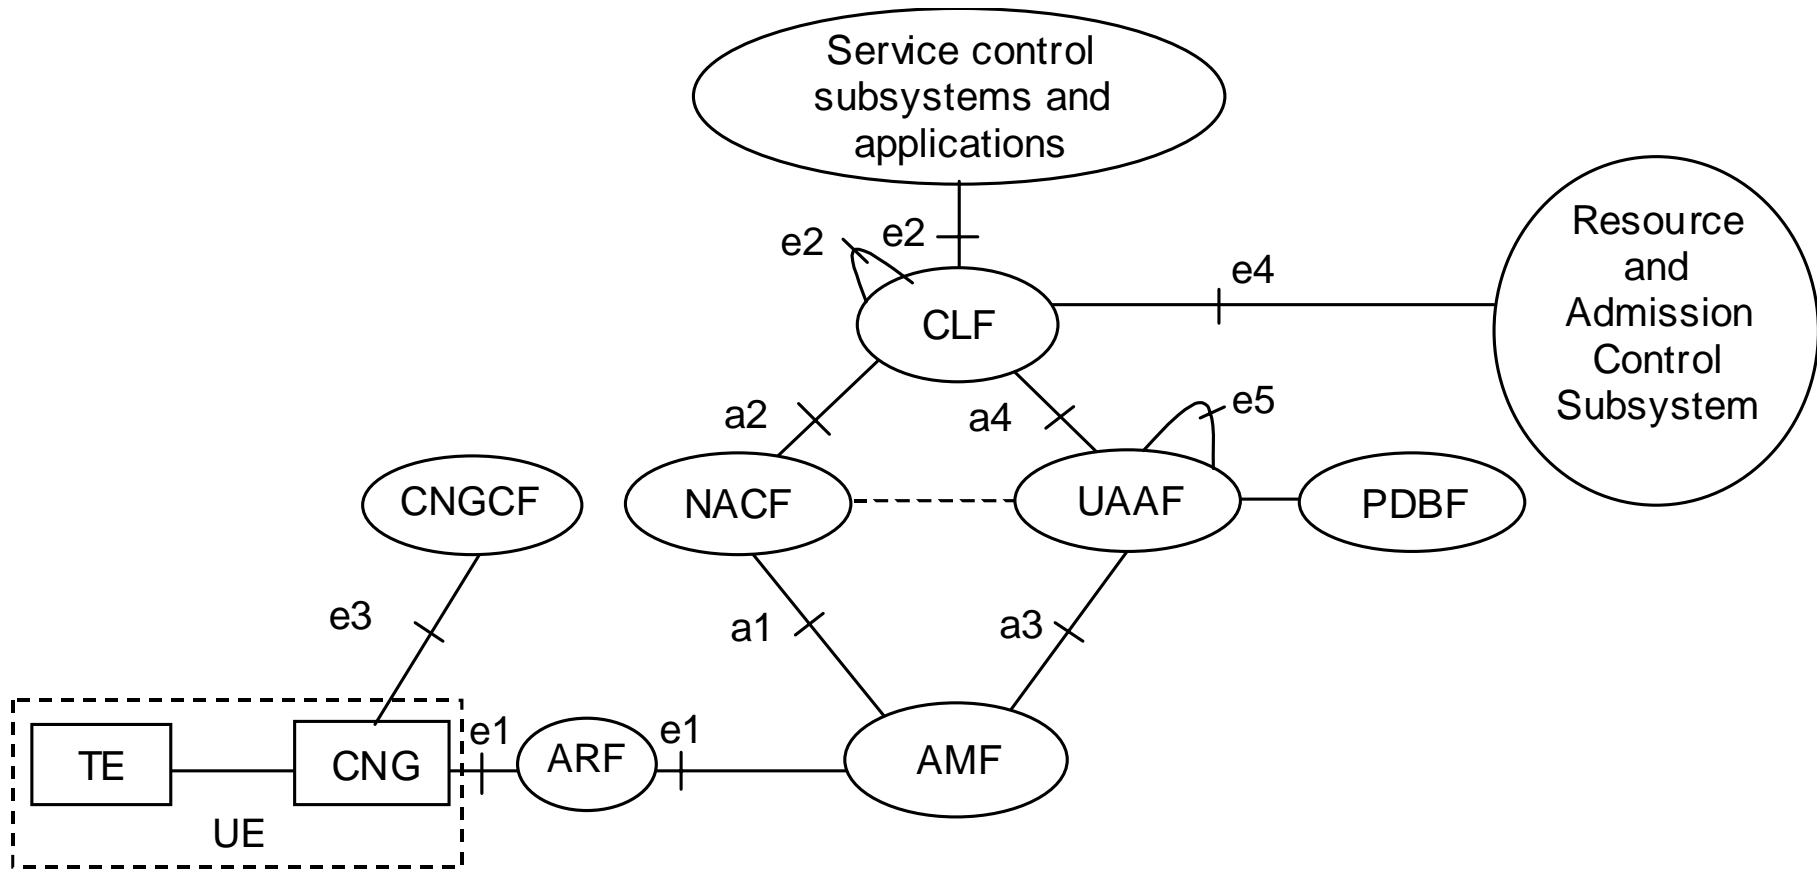 Service control
subsystems and
applications
Resource
and
Admission
Control
Subsystem
e2
e2
e4
CLF
a2
a4
e5
CNGCF
NACF
UAAF
PDBF
e3
a1
a3
TE
CNG
e1
ARF
e1
AMF
UE